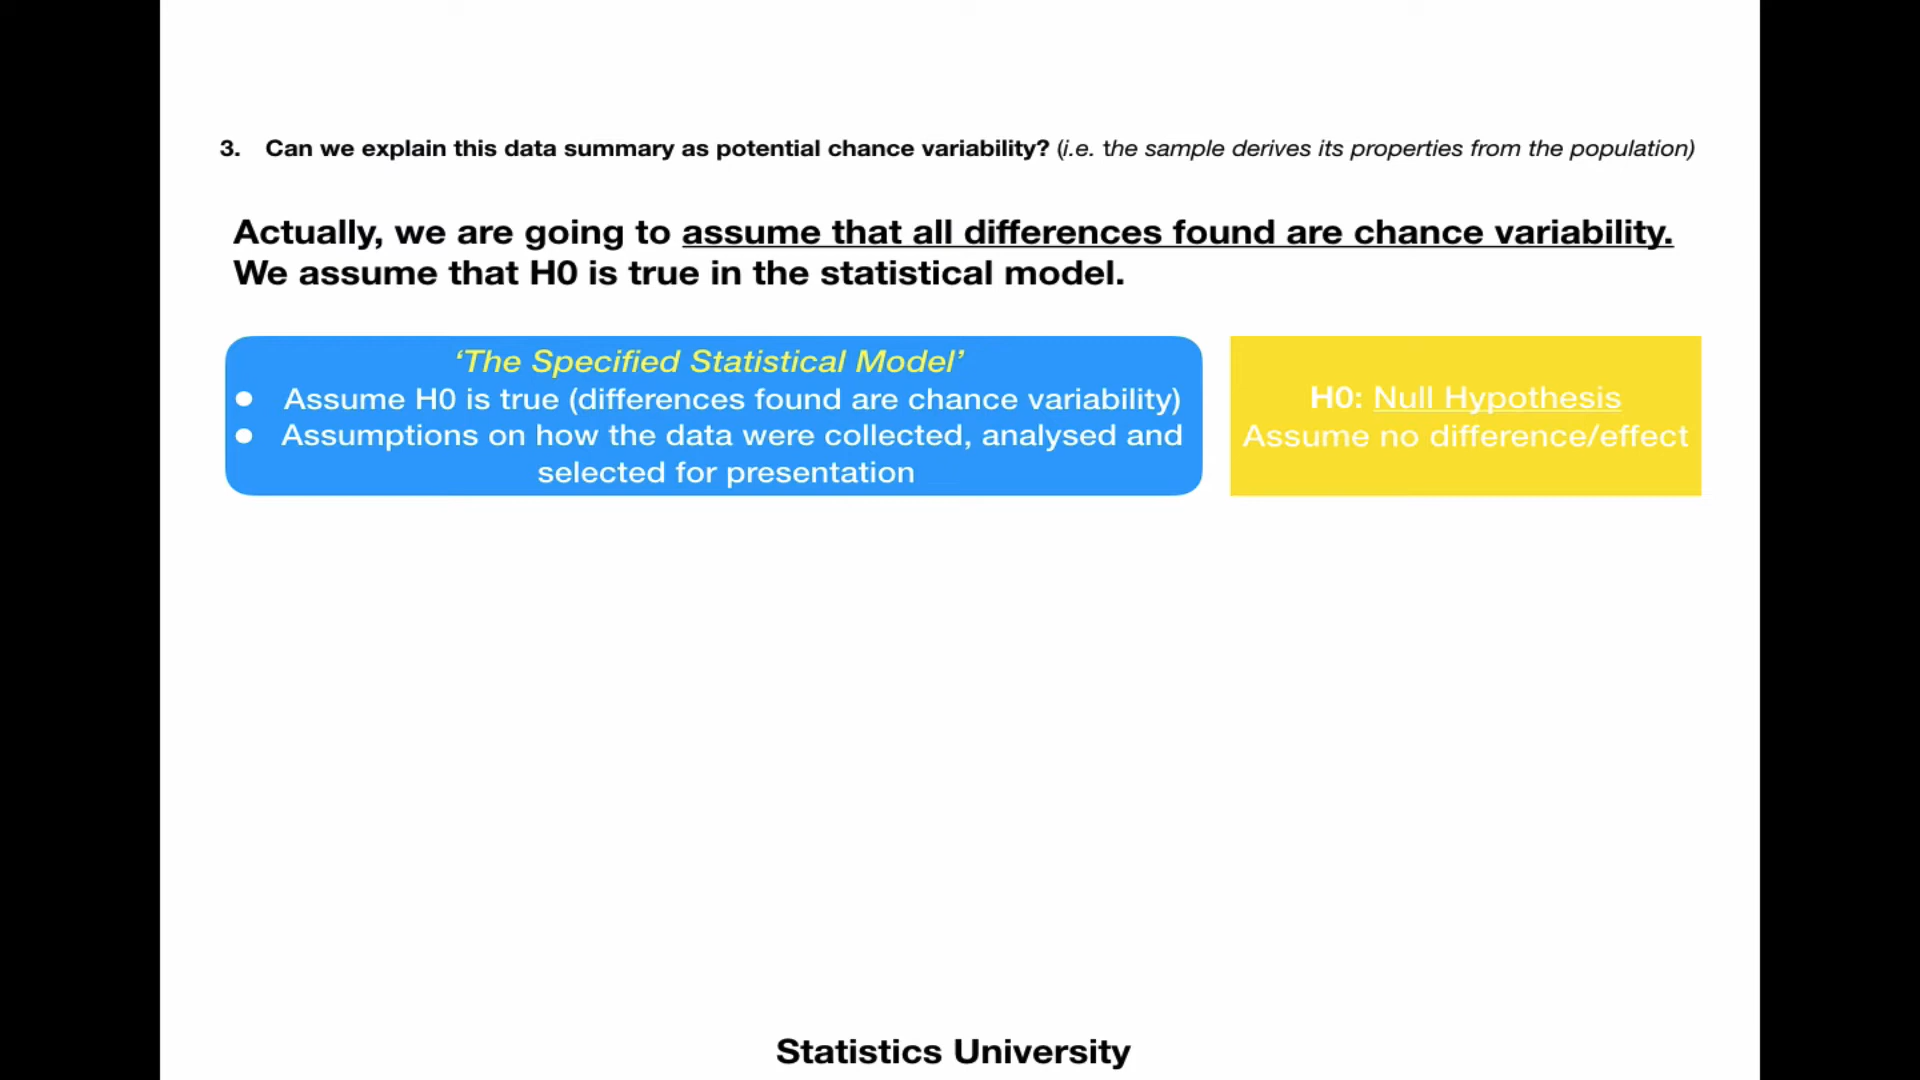 3. Can we explain this data summary as potential chance variability? (i.e. the sample derives its properties from the population)
Actually, we are going to assume that all differences found are chance variability.
We assume that H0 is true in the statistical model.
‘The Specified Statistical Model’
● Assume H0 is true (differences found are chance variability)
● Assumptions on how the data were collected, analysed and
selected for presentation
H0: Null Hypothesis
Assume no difference/effect
Statistics University